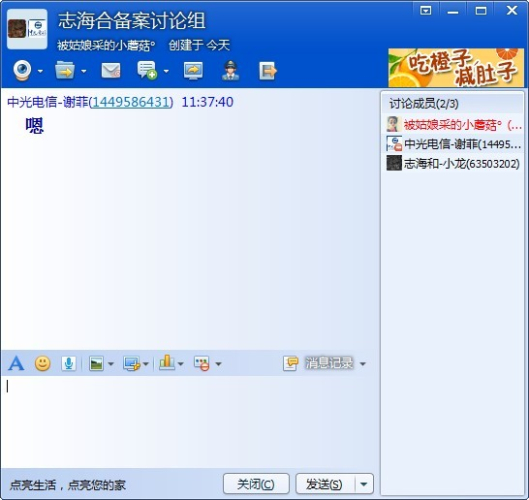 志海合备案讨论组
被姑娘采的小蘑菇° 创建于 今天
吃橙子
减肚子
中光电信-谢菲(1449586431) 11:37:40
嗯
讨论成员(2/3)
被姑娘采的小蘑菇° (...
中光电信-谢菲(14495...
志海和-小龙(63503202)
A
消息记录
点亮生活，点亮您的家
关闭(C)
发送(S)